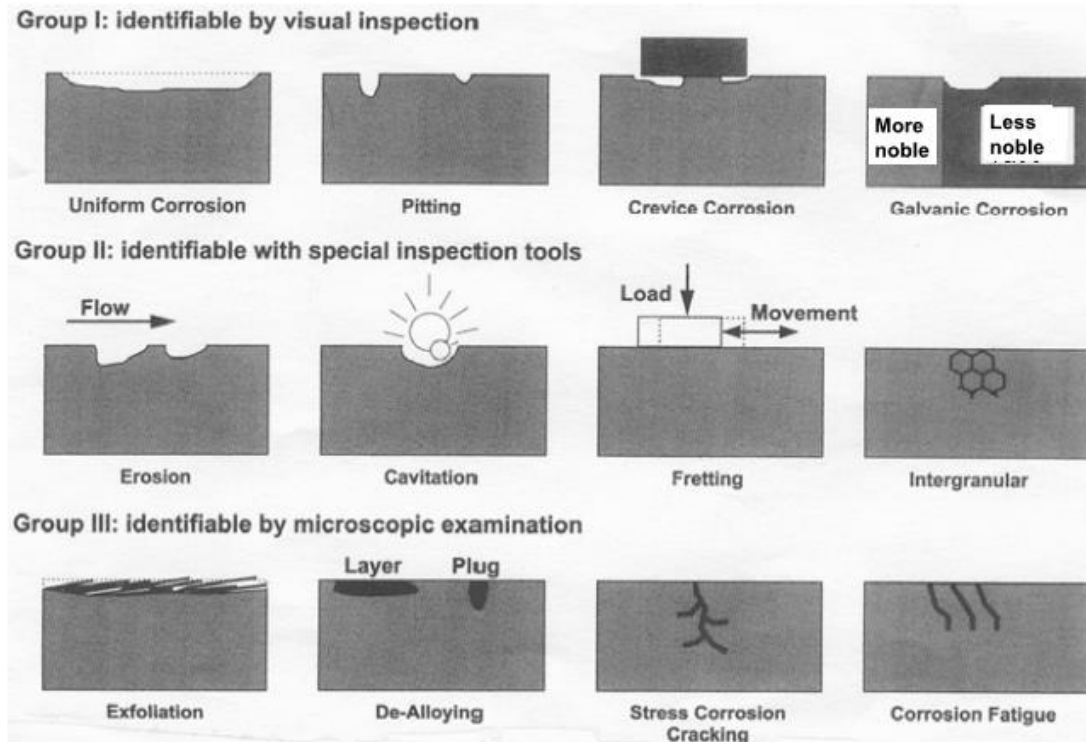 Group I: identifiable by visual inspection
More noble
Less noble
Uniform Corrosion
Pitting
Crevice Corrosion
Galvanic Corrosion
Group II: identifiable with special inspection tools
Flow
Load
Movement
Erosion
Cavitation
Fretting
Intergranular
Group III: identifiable by microscopic examination
Layer
Plug
Exfoliation
De-Alloying
Stress Corrosion
Cracking
Corrosion Fatigue